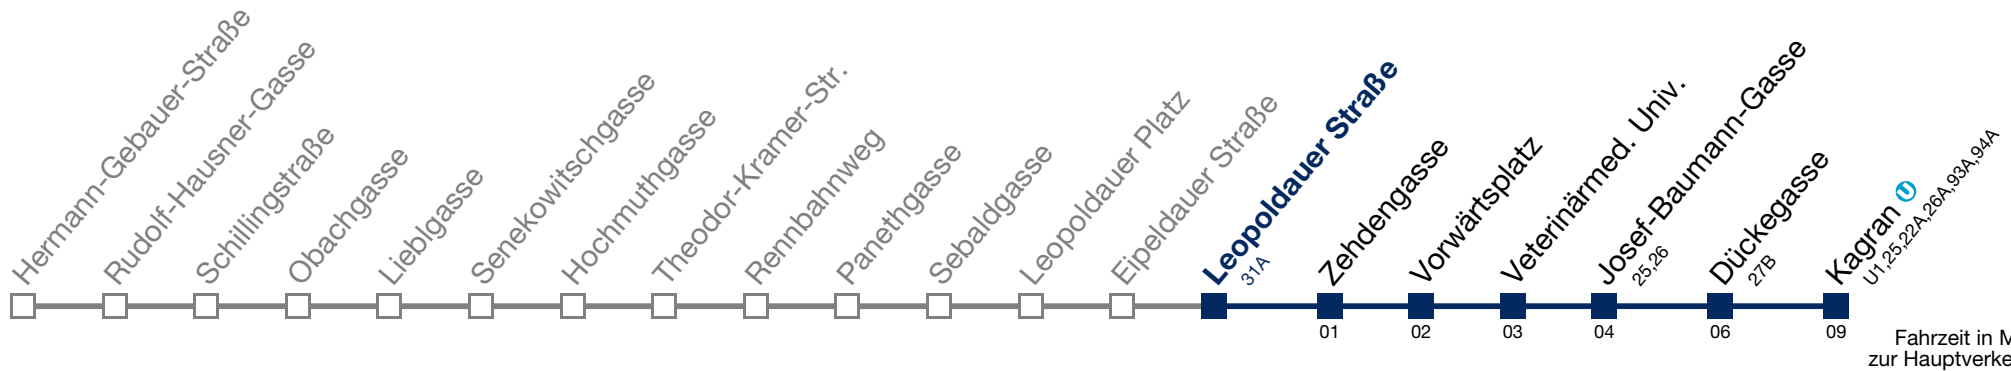 Hermann-Gebauer-Straße
Rudolf-Hausner-Gasse
Schillingstraße
Obachgasse
Lieblgasse
Senekowitschgasse
Hochmuthgasse
Theodor-Kramer-Str.
Rennbahnweg
Panethgasse
Sebaldgasse
Leopoldauer Platz
Eipeldauer Straße
Leopoldauer Straße
31A
Zehdengasse
Vorwärtsplatz
Veterinärmed. Univ.
Josef-Baumann-Gasse
25,26
Dückegasse
27B
Kagran U
U1,25,22A,26A,93A,94A
01 02 03 04 06 09
Fahrzeit in M
zur Hauptverke